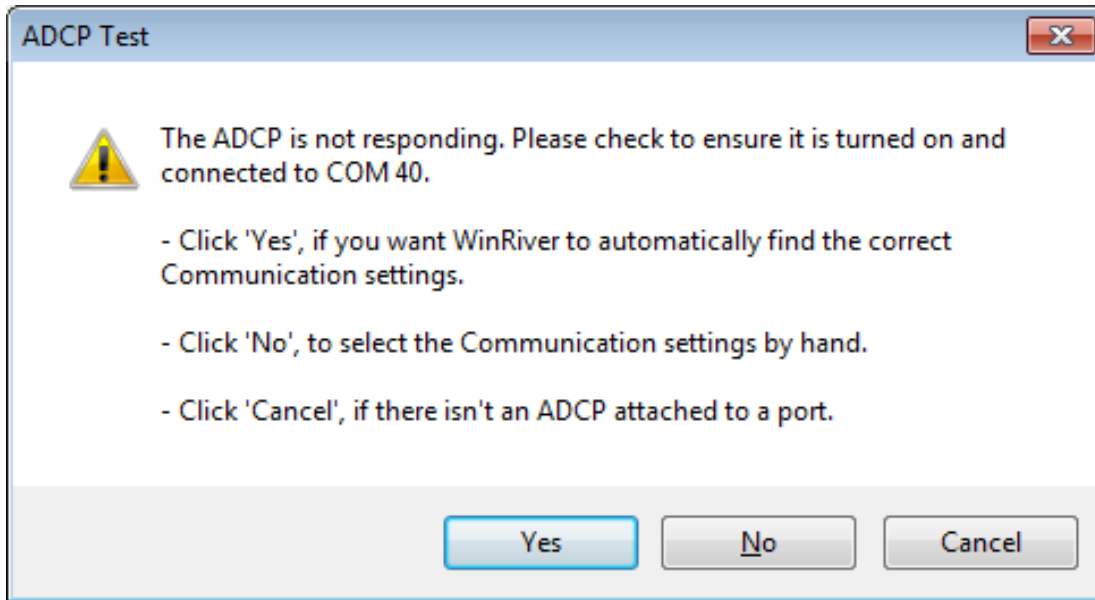 ADCP Test
The ADCP is not responding. Please check to ensure it is turned on and
connected to COM 40.
- Click 'Yes', if you want WinRiver to automatically find the correct
Communication settings.
- Click 'No', to select the Communication settings by hand.
- Click 'Cancel', if there isn't an ADCP attached to a port.
Yes No Cancel